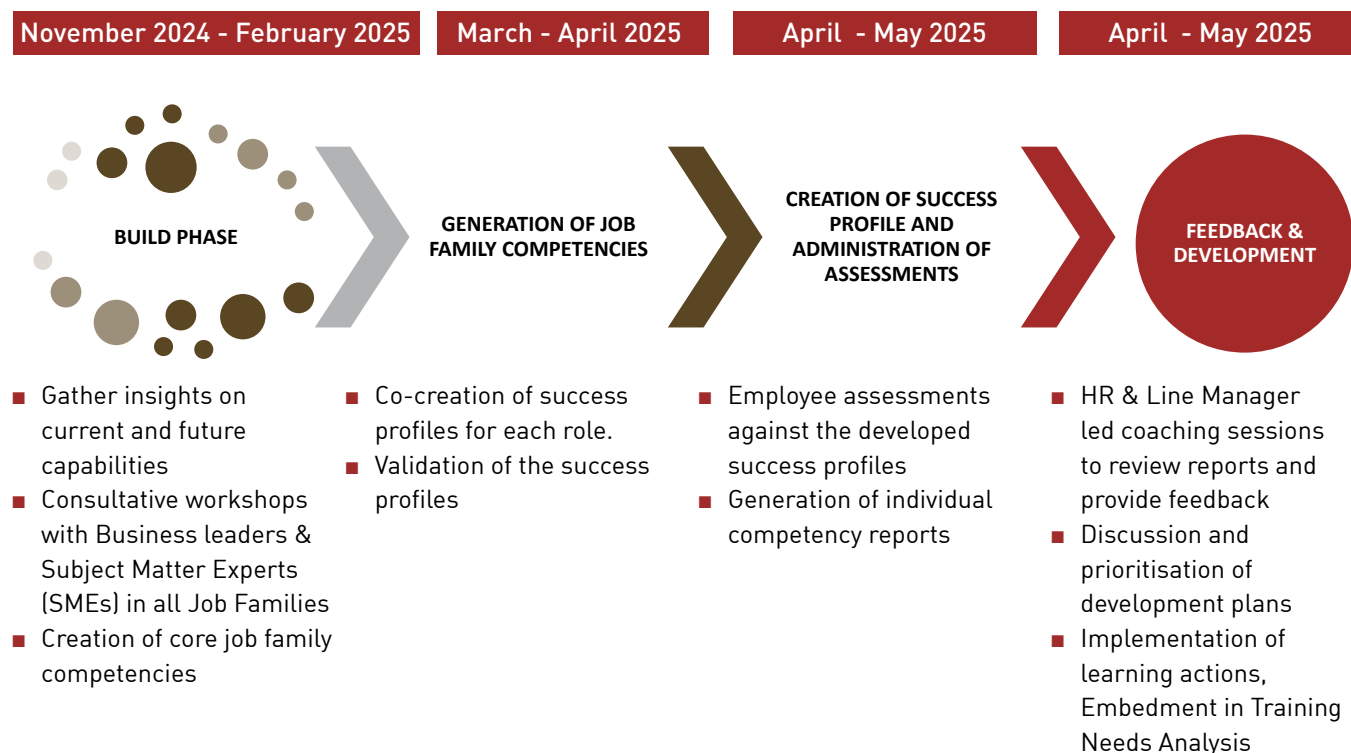 November 2024 - February 2025
March - April 2025
April - May 2025
April - May 2025
BUILD PHASE
GENERATION OF JOB
FAMILY COMPETENCIES
CREATION OF SUCCESS
PROFILE AND
ADMINISTRATION OF
ASSESSMENTS
FEEDBACK &
DEVELOPMENT
■ Gather insights on
current and future
capabilities
■ Consultative workshops
with Business leaders &
Subject Matter Experts
(SMEs) in all Job Families
■ Creation of core job family
competencies
■ Co-creation of success
profiles for each role.
■ Validation of the success
profiles
■ Employee assessments
against the developed
success profiles
■ Generation of individual
competency reports
■ HR & Line Manager
led coaching sessions
to review reports and
provide feedback
■ Discussion and
prioritisation of
development plans
■ Implementation of
learning actions,
Embedment in Training
Needs Analysis